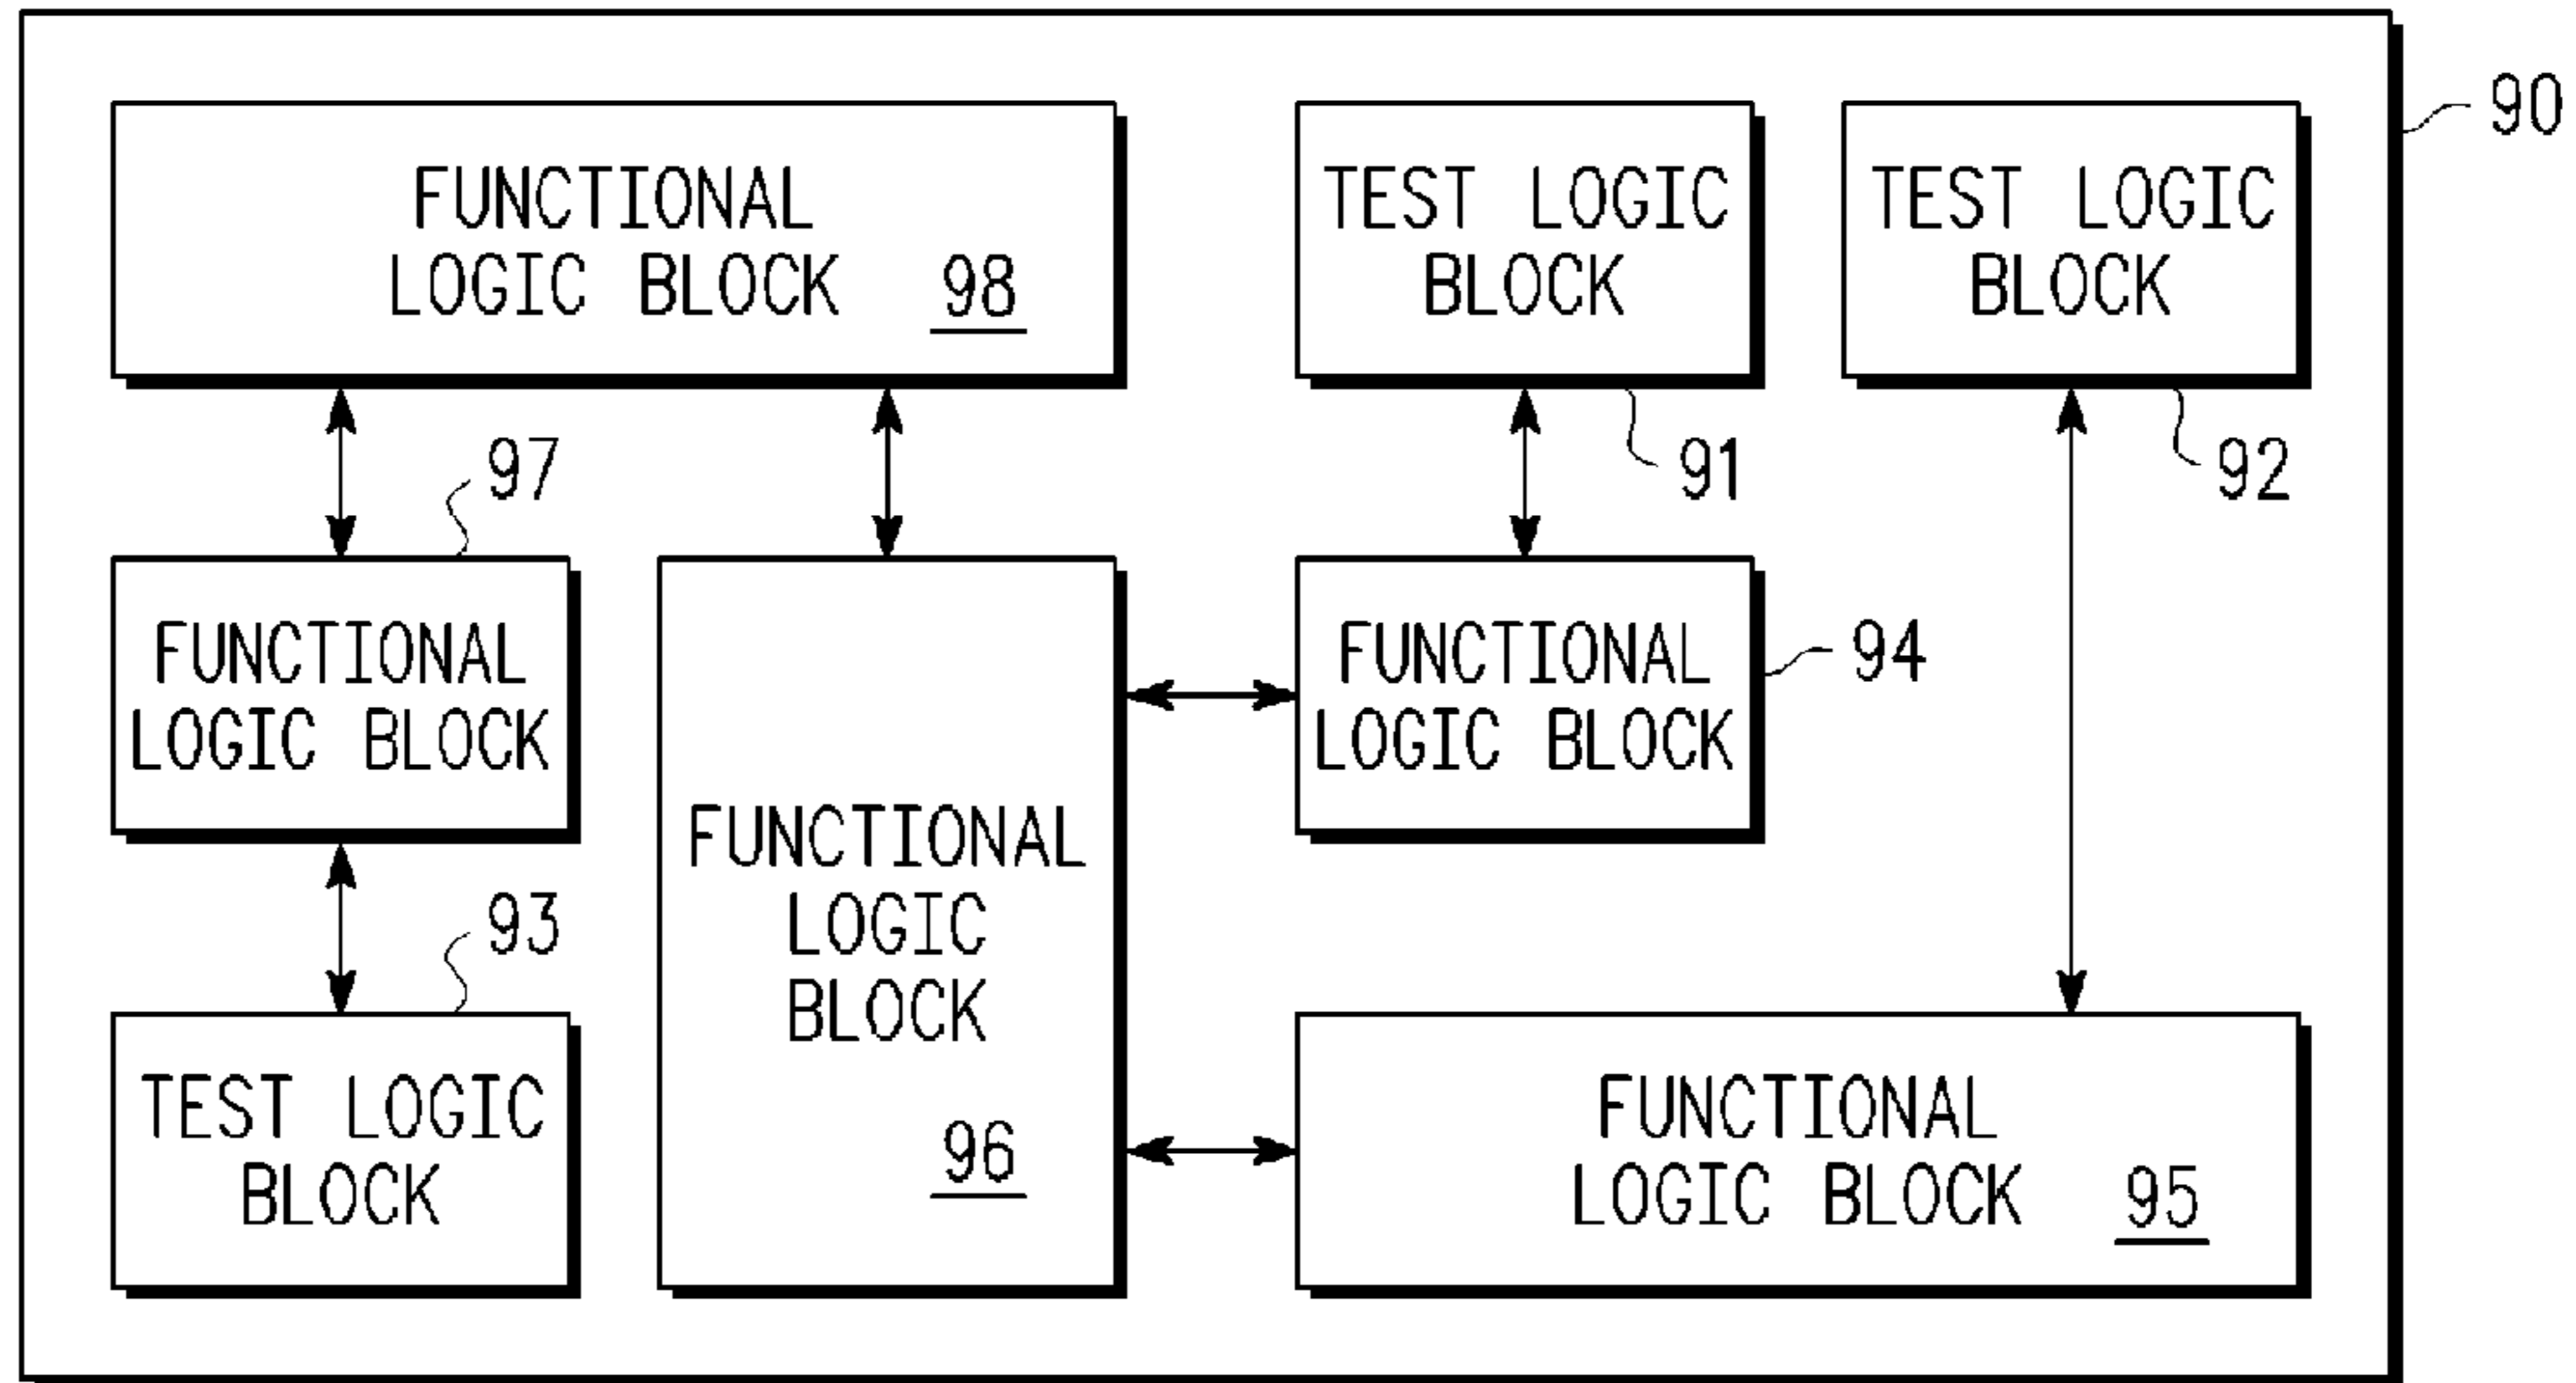 90
FUNCTIONAL
LOGIC BLOCK 98
TEST LOGIC
BLOCK
91
TEST LOGIC
BLOCK
92
97
FUNCTIONAL
LOGIC BLOCK
FUNCTIONAL
LOGIC
BLOCK
96
FUNCTIONAL
LOGIC BLOCK
94
93
TEST LOGIC
BLOCK
FUNCTIONAL
LOGIC BLOCK 95